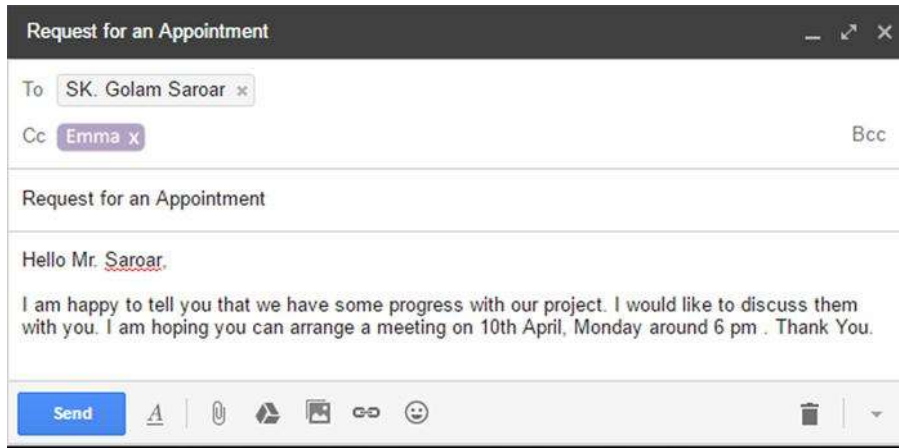 Request for an Appointment
To SK. Golam Saroar x
Cc Emma x Bcc
Request for an Appointment
Hello Mr. Saroar,
I am happy to tell you that we have some progress with our project. I would like to discuss them
with you. I am hoping you can arrange a meeting on 10th April, Monday around 6 pm . Thank You.
Send A